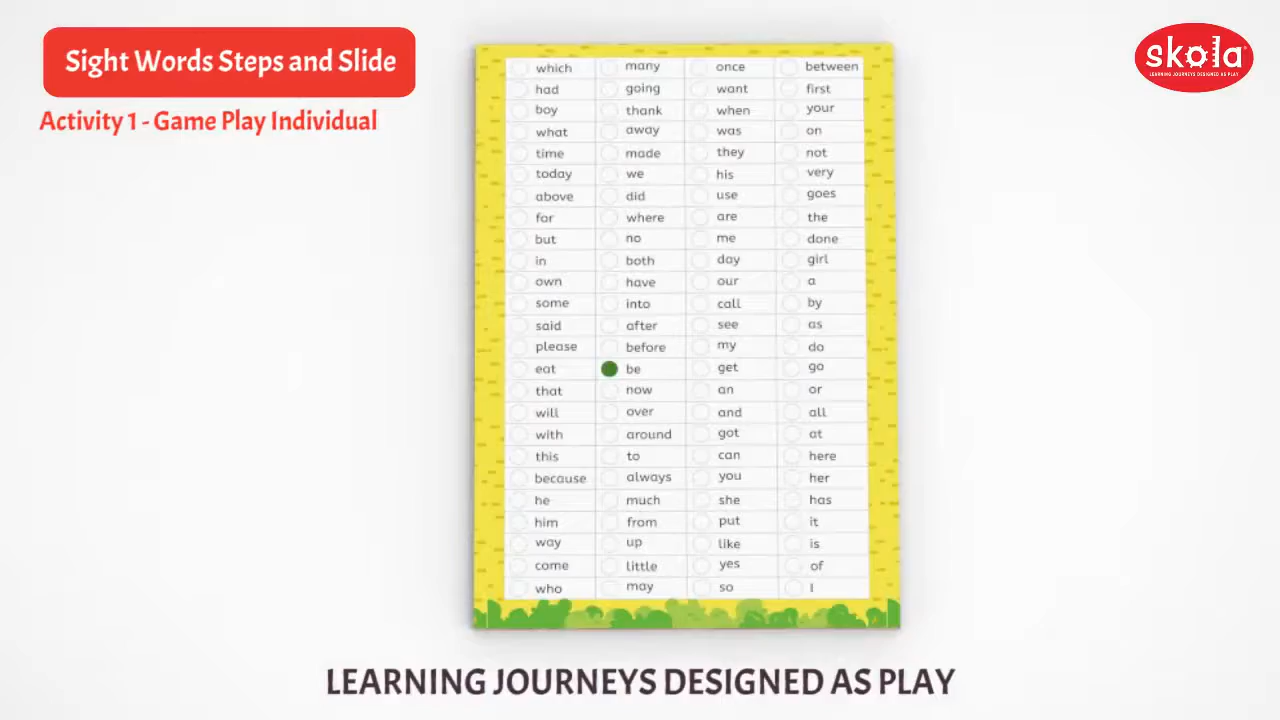 Sight Words Steps and Slide
Activity 1 - Game Play Individual
skola
LEARNING JOURNEYS DESIGNED AS PLAY
which many once between
had going want first
boy thank when your
what away was on
time made they not
today we his very
above did use goes
for where are the
but no me done
in both day girl
own have our a
some into call by
said after see as
please before my do
eat be get go
that now an or
will over and all
with around got at
this to can here
because always you her
he much she has
him from put it
way up like is
come little yes of
who may so I
LEARNING JOURNEYS DESIGNED AS PLAY